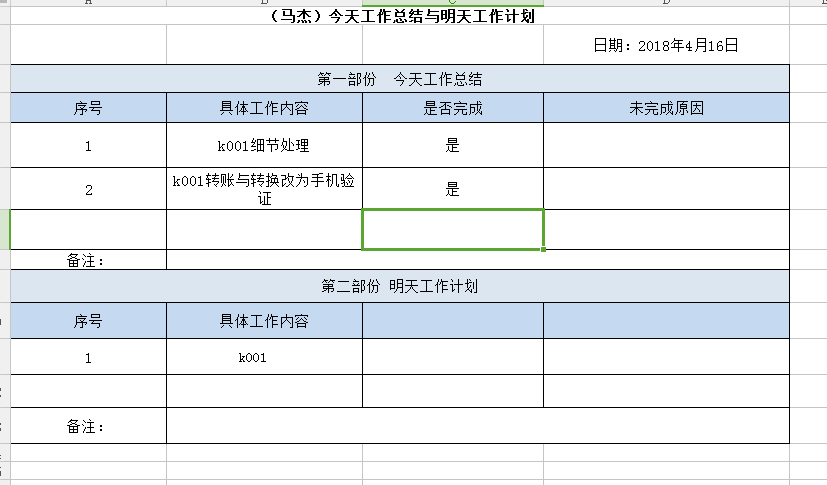 （马杰）今天工作总结与明天工作计划
日期：2018年4月16日
第一部份 今天工作总结
序号 具体工作内容 是否完成 未完成原因
1 k001细节处理 是
2 k001转账与转换改为手机验证 是
备注：
第二部份 明天工作计划
序号 具体工作内容
1 k001
备注：